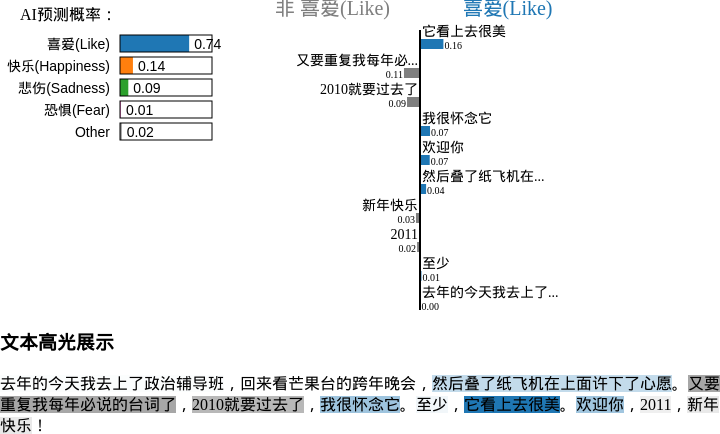 AI预测概率：
喜爱(Like) 0.74
快乐(Happiness) 0.14
悲伤(Sadness) 0.09
恐惧(Fear) 0.01
Other 0.02
非 喜爱(Like) 喜爱(Like)
它看上去很美
0.16
又要重复我每年必...
0.11
2010就要过去了
0.09
我很怀念它
0.07
欢迎你
0.07
然后叠了纸飞机在...
0.04
新年快乐
0.03
2011
0.02
至少
0.01
去年的今天我去上了...
0.00
文本高光展示
去年的今天我去上了政治辅导班，回来看芒果台的跨年晚会，然后叠了纸飞机在上面许下了心愿。又要
重复我每年必说的台词了，2010就要过去了，我很怀念它。至少，它看上去很美。欢迎你，2011，新年
快乐！